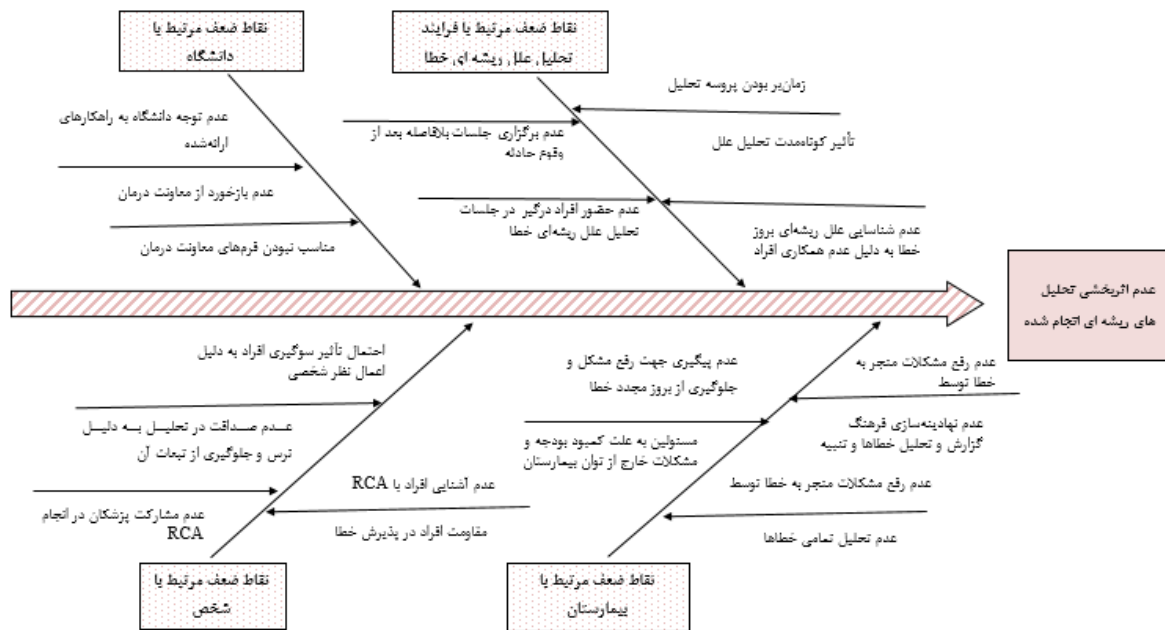 نقاط ضعف مرتبط با فرایند
تحلیل علل ریشه ای خطا
نقاط ضعف مرتبط با
دانشگاه
زمان‌بر بودن پروسه تحلیل
تأثیر کوتاه‌مدت تحلیل علل
عدم برگزاری جلسات بلافاصله بعد از
وقوع حادثه
عدم حضور افراد درگیر در جلسات
تحلیل علل ریشه‌ای خطا
عدم شناسایی علل ریشه‌ای بروز
خطا به دلیل عدم همکاری افراد
عدم توجه دانشگاه به راهکارهای
ارائه‌شده
عدم بازخورد از معاونت درمان
مناسب نبودن فرم‌های معاونت درمان
عدم اثربخشی تحلیل
های ریشه ای انجام شده
عدم رفع مشکلات منجر به
خطا توسط
عدم نهادینه‌سازی فرهنگ
گزارش و تحلیل خطاها و تنبیه
عدم رفع مشکلات منجر به خطا توسط
عدم تحلیل تمامی خطاها
عدم پیگیری جهت رفع مشکل و
جلوگیری از بروز مجدد خطا
مسئولین به علت کمبود بودجه و
مشکلات خارج از توان بیمارستان
احتمال تأثیر سوگیری افراد به دلیل
اعمال نظر شخصی
عدم صداقت در تحلیل به دلیل
ترس و جلوگیری از تبعات آن
عدم آشنایی افراد با RCA
مقاومت افراد در پذیرش خطا
عدم مشارکت پزشکان در انجام
RCA
نقاط ضعف مرتبط با
بیمارستان
نقاط ضعف مرتبط با
شخص